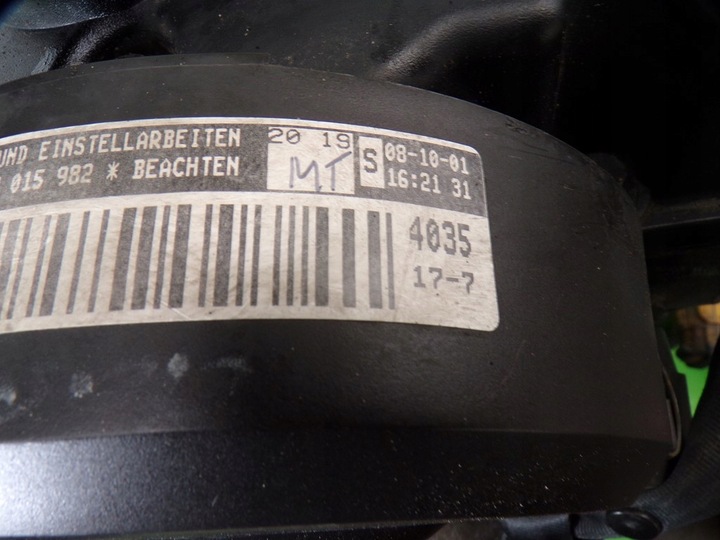 UND EINSTELLARBEITEN
015 982 * BEACHTEN
20 19
MT
S
08-10-01
16:21 31
4035
17-7